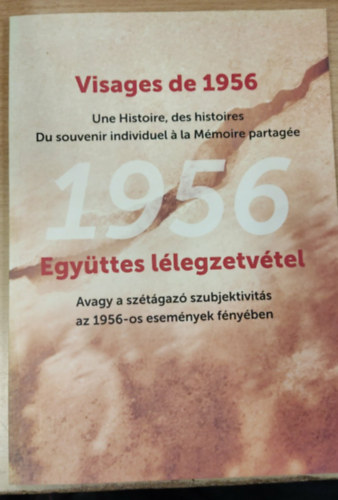 Visages de 1956
Une Histoire, des histoires
Du souvenir individuel à la Mémoire partagée
1956
Együttes lélegzetvétel
Avagy a szétágazó szubjektivitás
az 1956-os események fényében